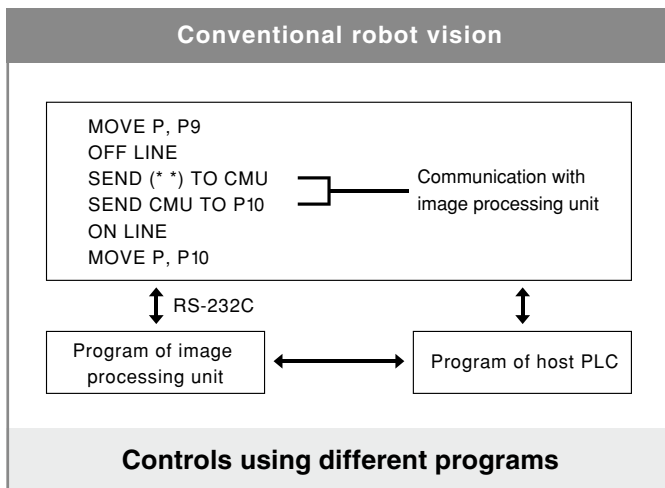 Conventional robot vision
MOVE P, P9
OFF LINE
SEND (* *) TO CMU
SEND CMU TO P10
ON LINE
MOVE P, P10
Communication with
image processing unit
RS-232C
Program of image
processing unit
Program of host PLC
Controls using different programs